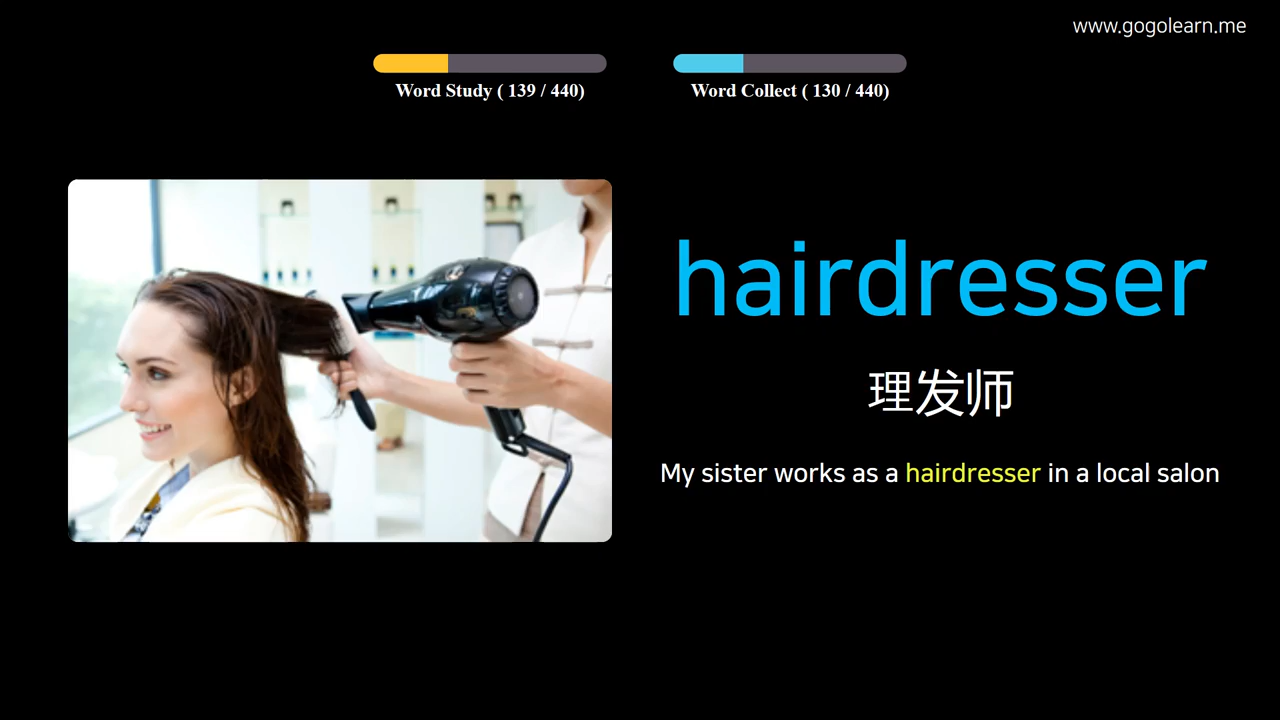 www.gogolearn.me
Word Study ( 139 / 440)
Word Collect ( 130 / 440)
hairdresser
理发师
My sister works as a hairdresser in a local salon